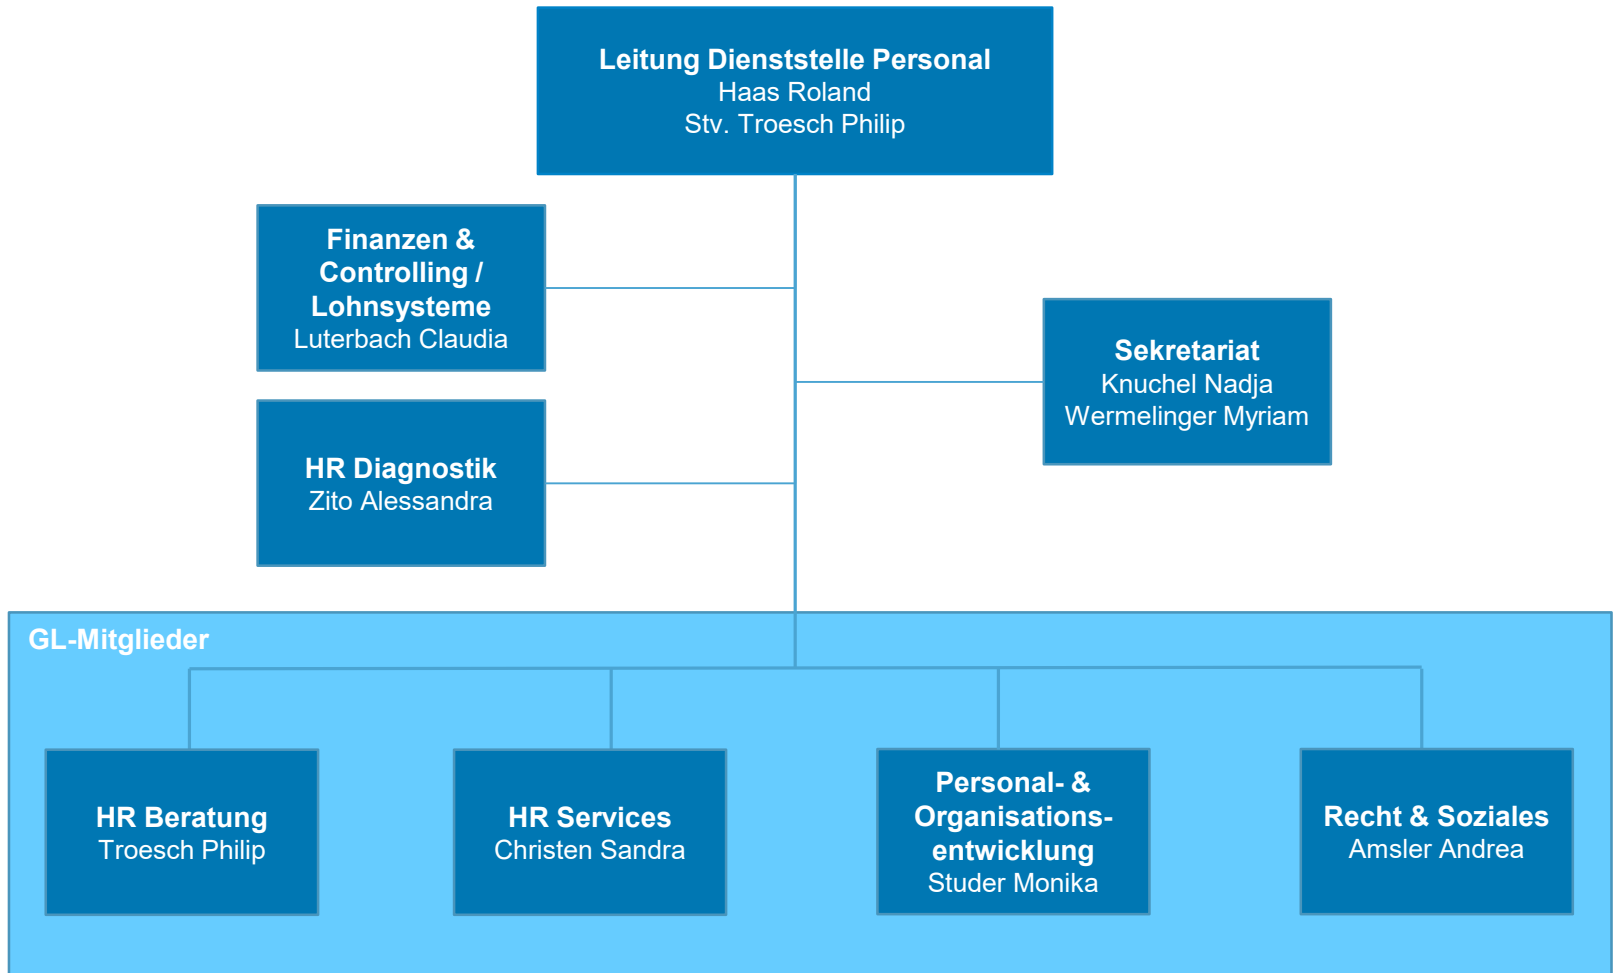 Leitung Dienststelle Personal
Haas Roland
Stv. Troesch Philip
Finanzen &
Controlling /
Lohnsysteme
Luterbach Claudia
Sekretariat
Knuchel Nadja
Wermelinger Myriam
HR Diagnostik
Zito Alessandra
GL-Mitglieder
HR Beratung
Troesch Philip
HR Services
Christen Sandra
Personal- &
Organisations-
entwicklung
Studer Monika
Recht & Soziales
Amsler Andrea